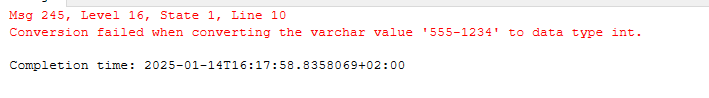 Msg 245, Level 16, State 1, Line 10
Conversion failed when converting the varchar value '555-1234' to data type int.
Completion time: 2025-01-14T16:17:58.8358069+02:00